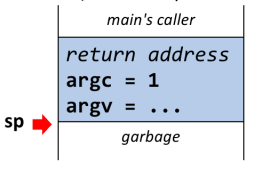 main's caller
return address
argc = 1
argv = ...
sp
garbage